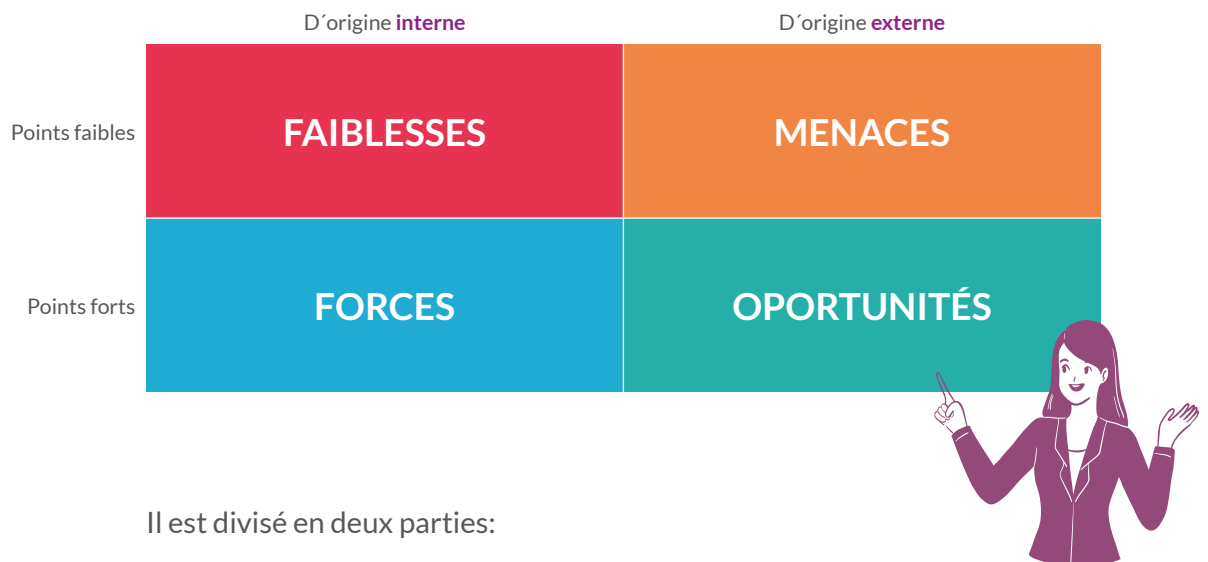 D´origine interne
D´origine externe
Points faibles
FAIBLESSES
MENACES
Points forts
FORCES
OPORTUNITÉS
Il est divisé en deux parties: